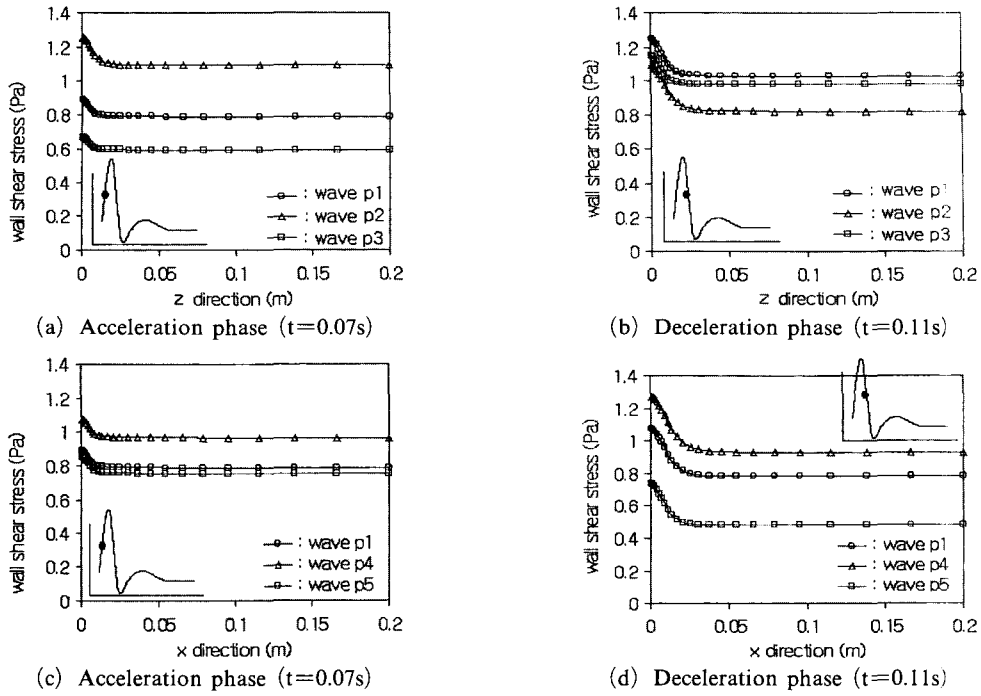 1.4
1.2
1
0.8
0.6
0.4
0.2
0
wall shear stress (Pa)
: wave p1
: wave p2
: wave p3
0 0.05 0.1 0.15 0.2
z direction (m)
(a) Acceleration phase (t=0.07s)
1.4
1.2
1
0.8
0.6
0.4
0.2
0
wall shear stress (Pa)
: wave p1
: wave p2
: wave p3
0 0.05 0.1 0.15 0.2
z direction (m)
(b) Deceleration phase (t=0.11s)
1.4
1.2
1
0.8
0.6
0.4
0.2
0
wall shear stress (Pa)
: wave p1
: wave p4
: wave p5
0 0.05 0.1 0.15 0.2
x direction (m)
(c) Acceleration phase (t=0.07s)
1.4
1.2
1
0.8
0.6
0.4
0.2
0
wall shear stress (Pa)
: wave p1
: wave p4
: wave p5
0 0.05 0.1 0.15 0.2
x direction (m)
(d) Deceleration phase (t=0.11s)